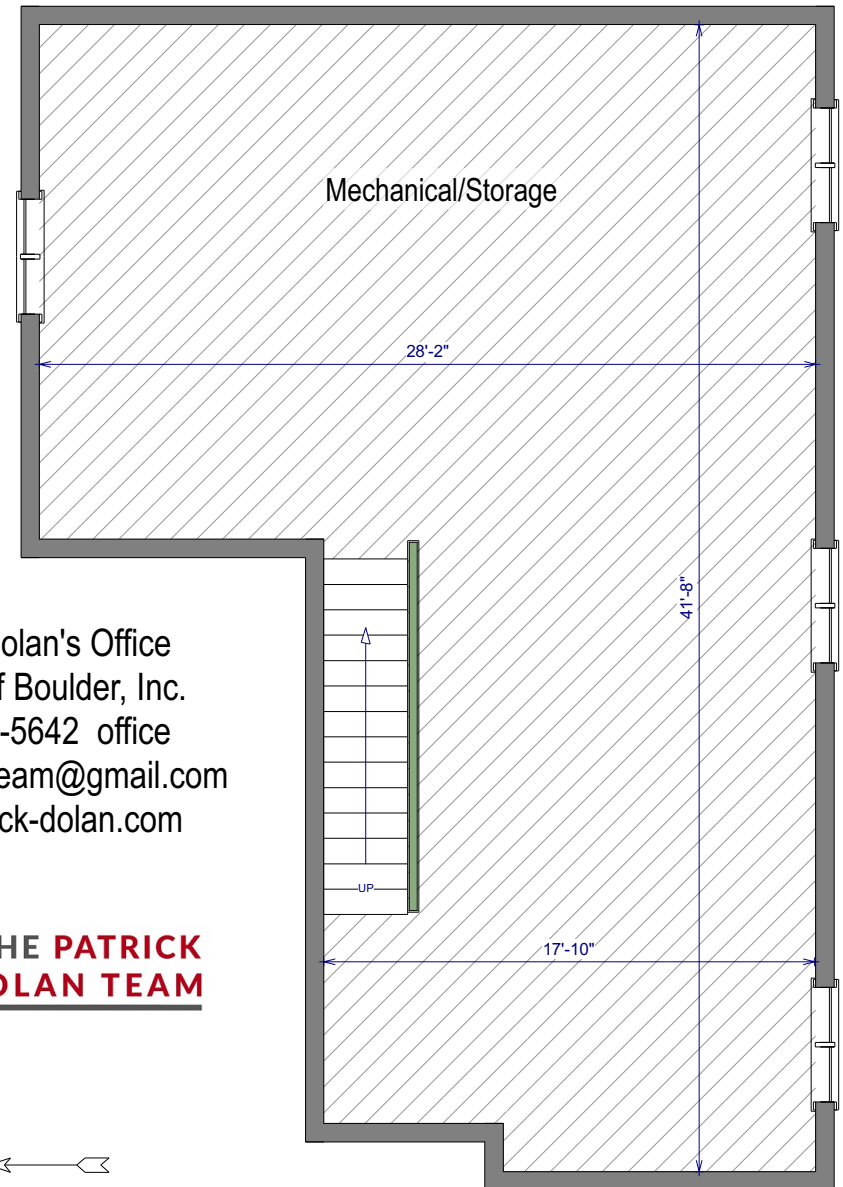 Mechanical/Storage
28'-2"
41'-8"
olan's Office
Boulder, Inc.
-5642 office
eam@gmail.com
ck-dolan.com
UP
HE PATRICK
OLAN TEAM
17'-10"